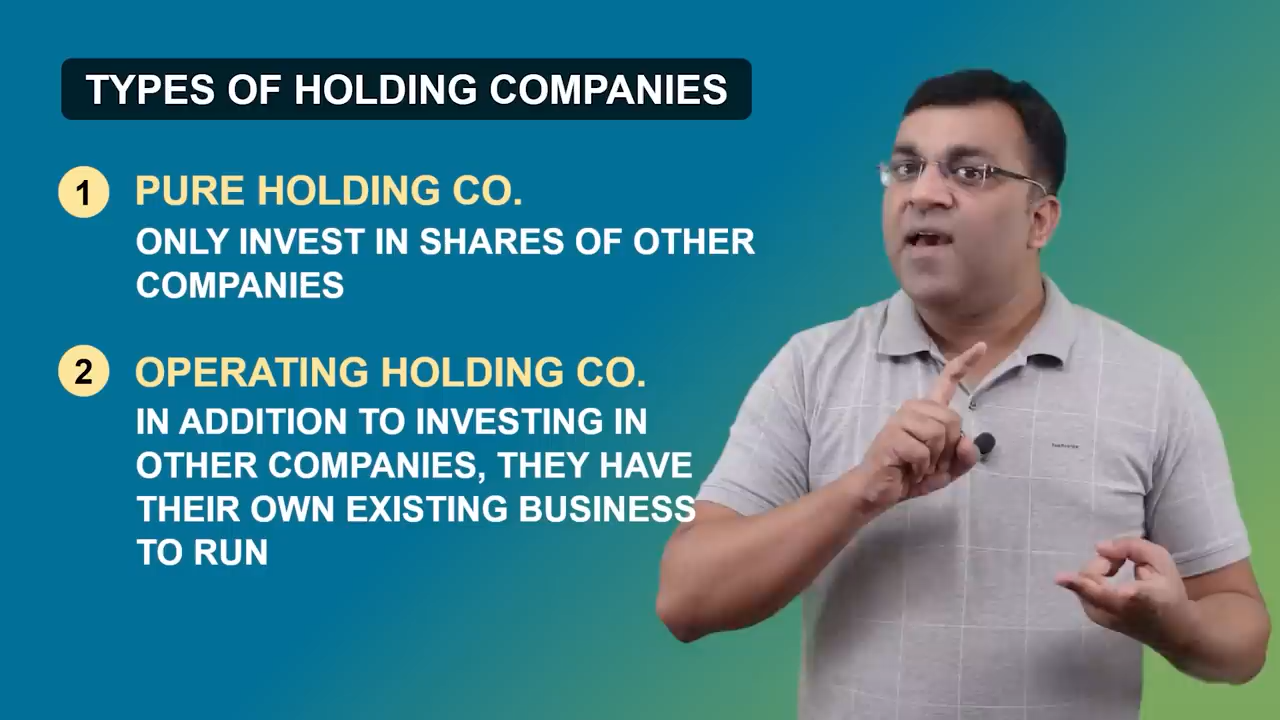 TYPES OF HOLDING COMPANIES
1 PURE HOLDING CO.
ONLY INVEST IN SHARES OF OTHER
COMPANIES
2 OPERATING HOLDING CO.
IN ADDITION TO INVESTING IN
OTHER COMPANIES, THEY HAVE
THEIR OWN EXISTING BUSINESS
TO RUN